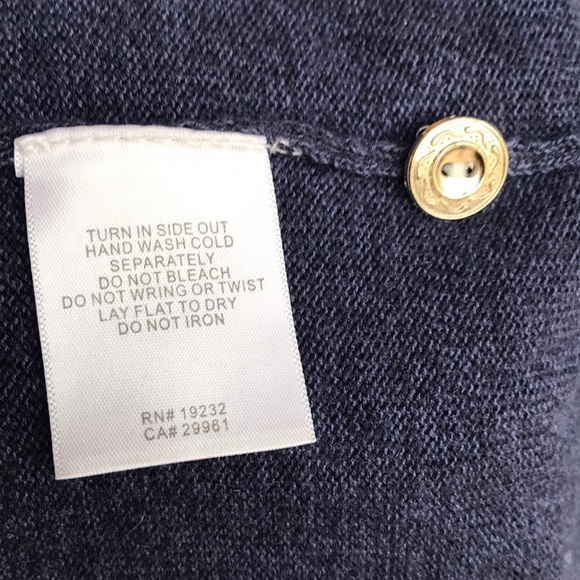 TURN IN SIDE OUT
HAND WASH COLD
SEPARATELY
DO NOT BLEACH
DO NOT WRING OR TWIST
LAY FLAT TO DRY
DO NOT IRON
RN# 19232
CA# 29961